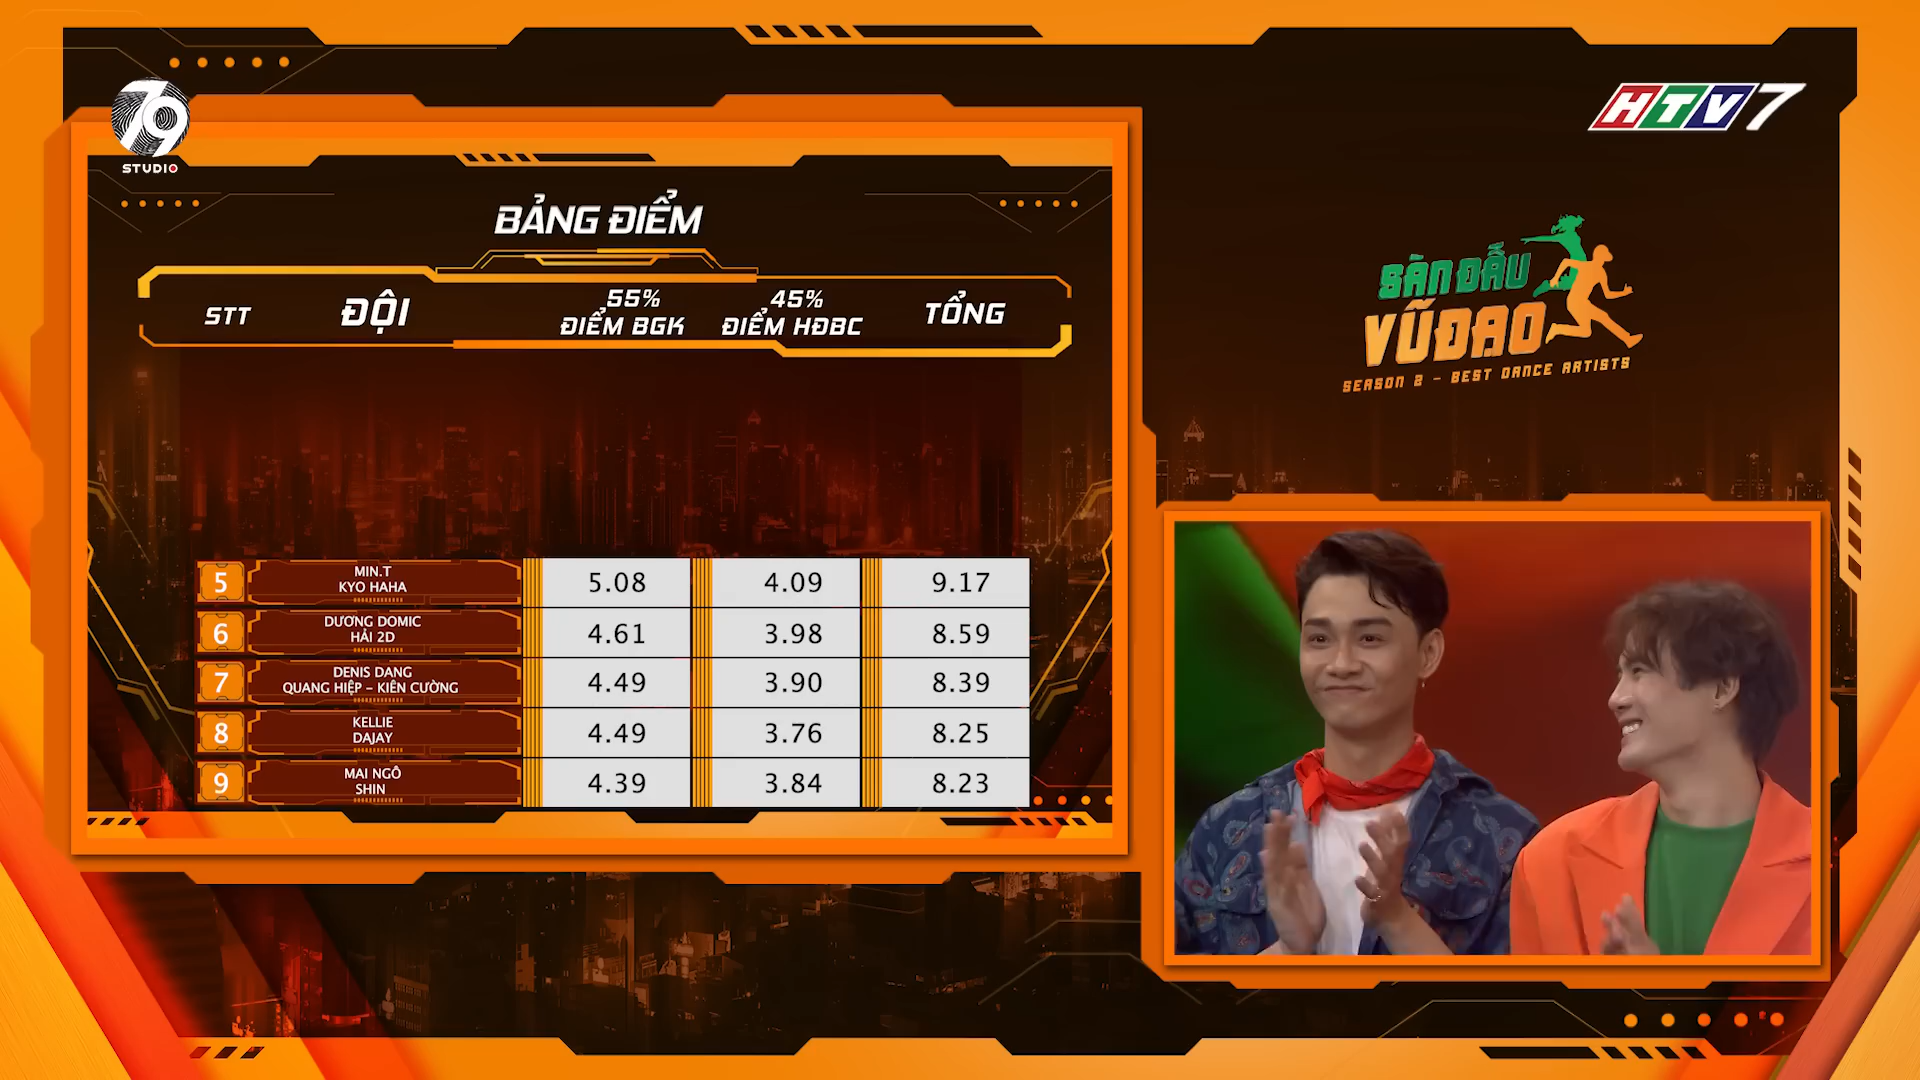 79
STUDIO
HTV7
BẢNG ĐIỂM
STT
ĐỘI
55%
ĐIỂM BGK
45%
ĐIỂM HĐBC
TỔNG
5
MIN.T
KYO HAHA
5.08
4.09
9.17
6
DƯƠNG DOMIC
HẢI 2D
4.61
3.98
8.59
7
DENIS DANG
QUANG HIỆP – KIÊN CƯỜNG
4.49
3.90
8.39
8
KELLIE
DAJAY
4.49
3.76
8.25
9
MAI NGÔ
SHIN
4.39
3.84
8.23
SÀN ĐẤU
VŨ ĐẠO
SEASON 2 - BEST DANCE ARTISTS